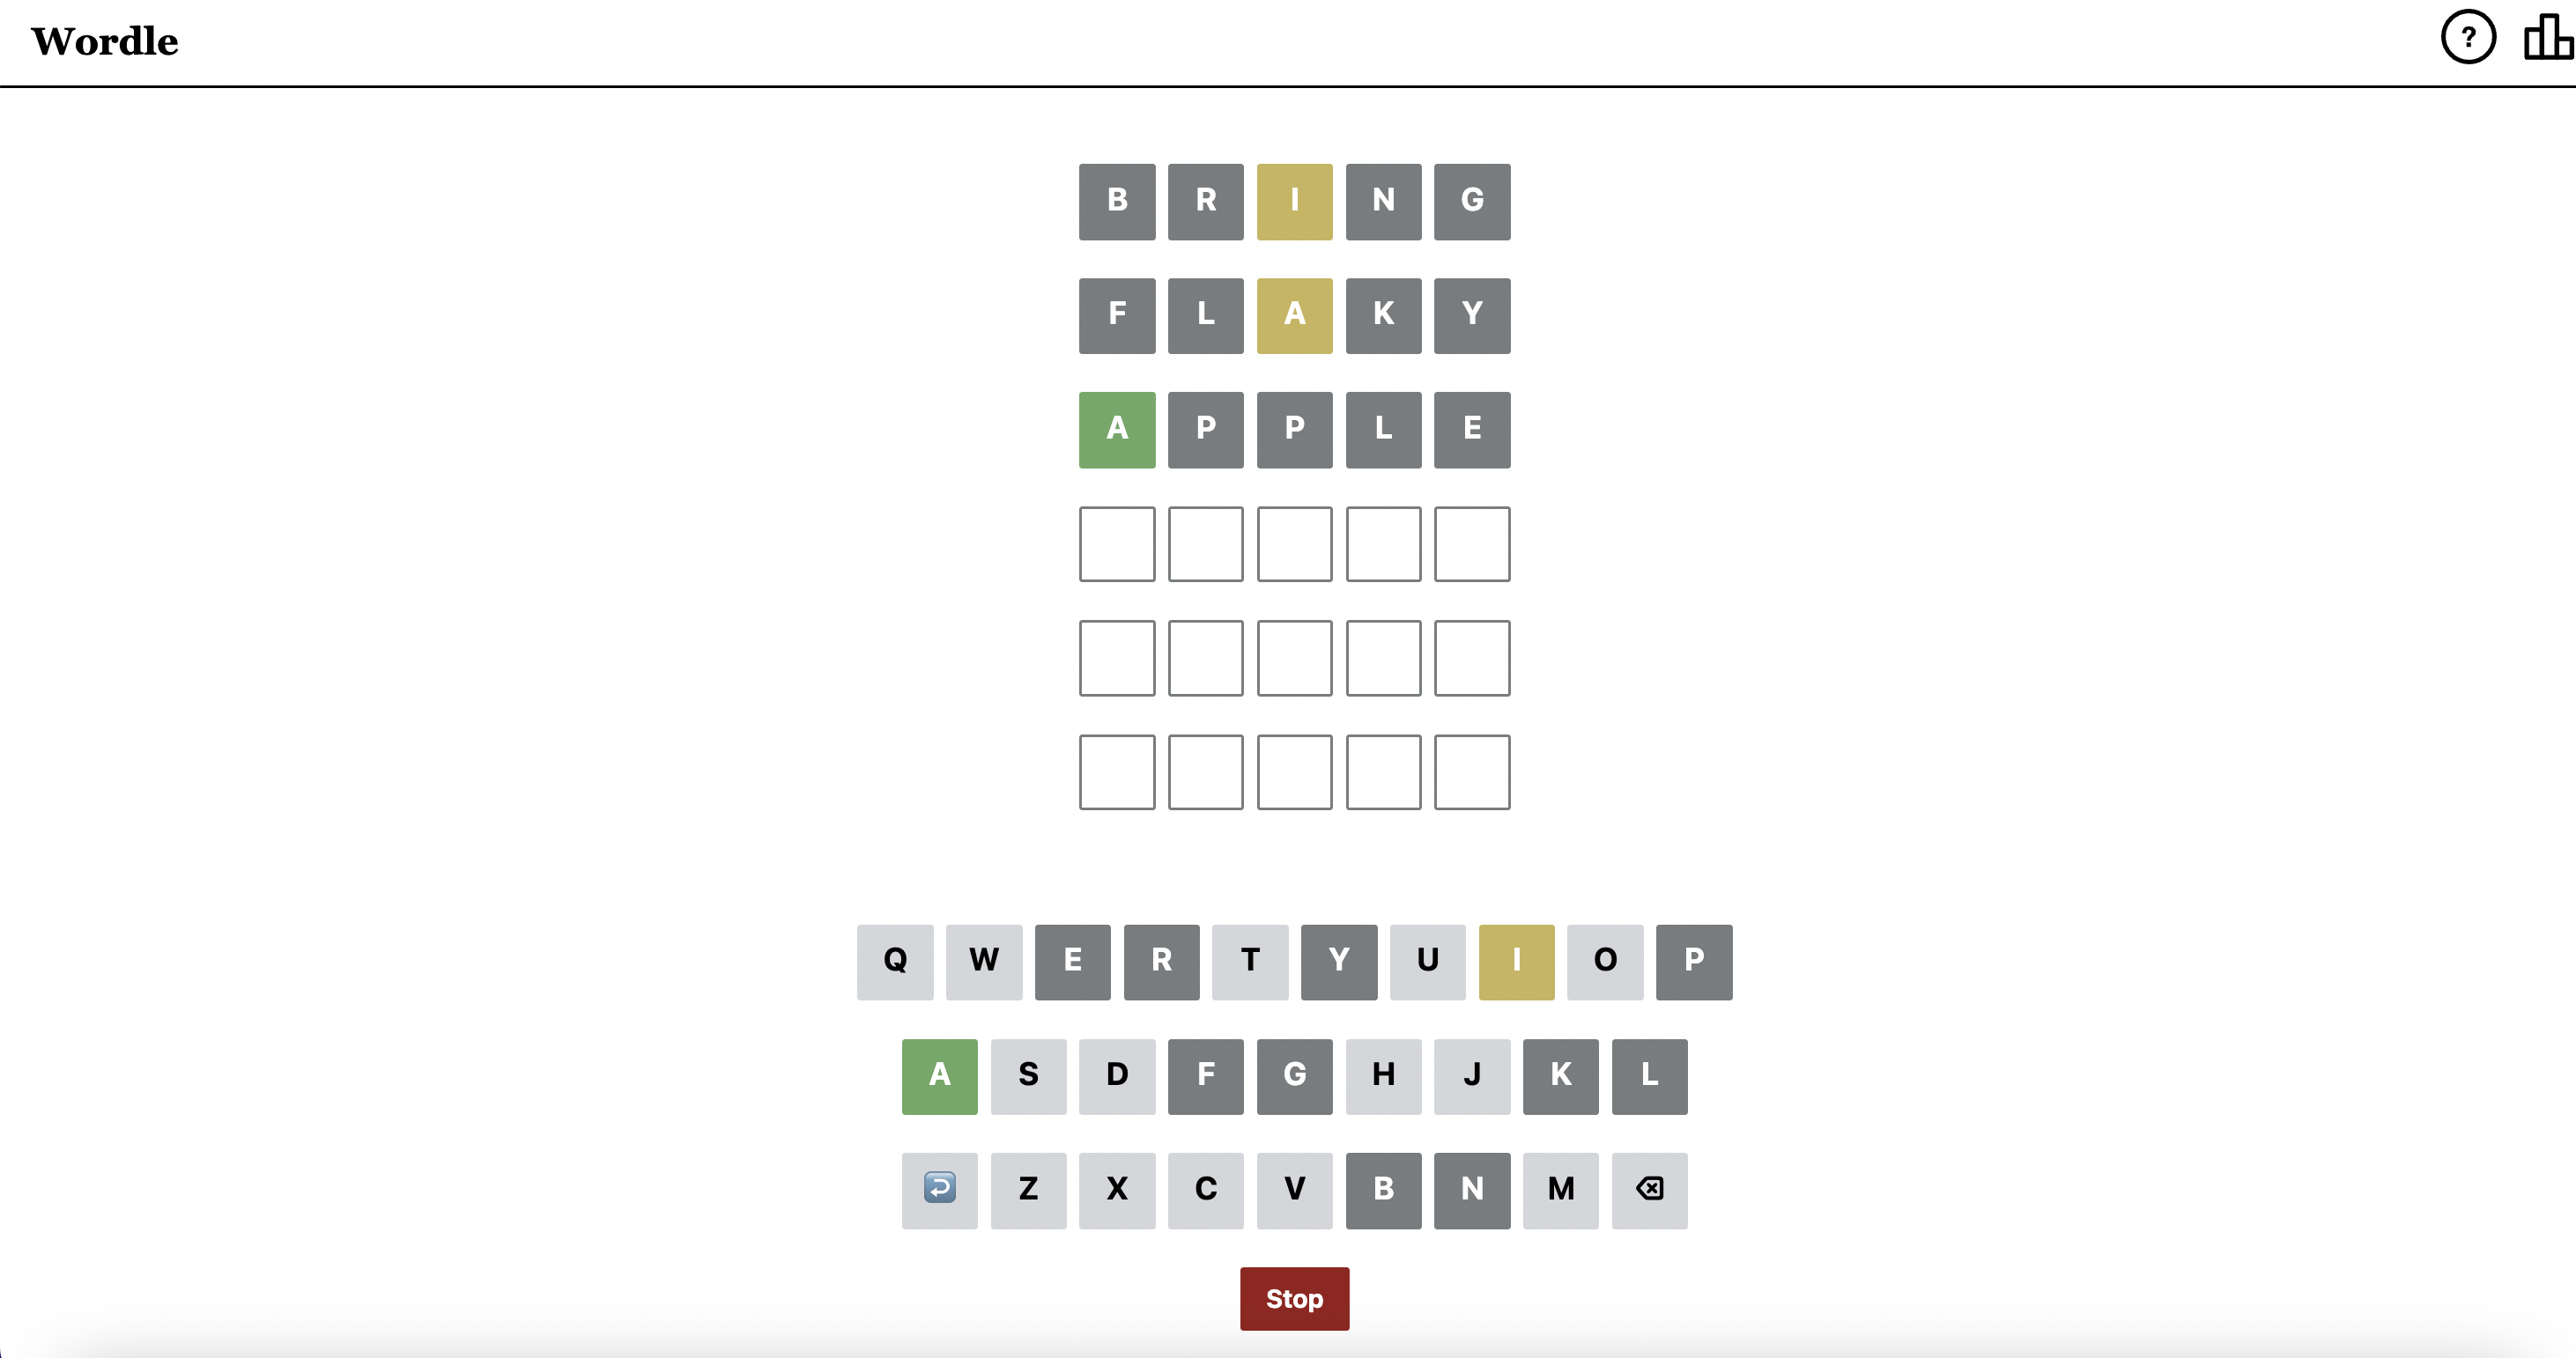 Wordle ?
B R I N G
F L A K Y
A P P L E
Q W E R T Y U I O P
A S D F G H J K L
Z X C V B N M
Stop